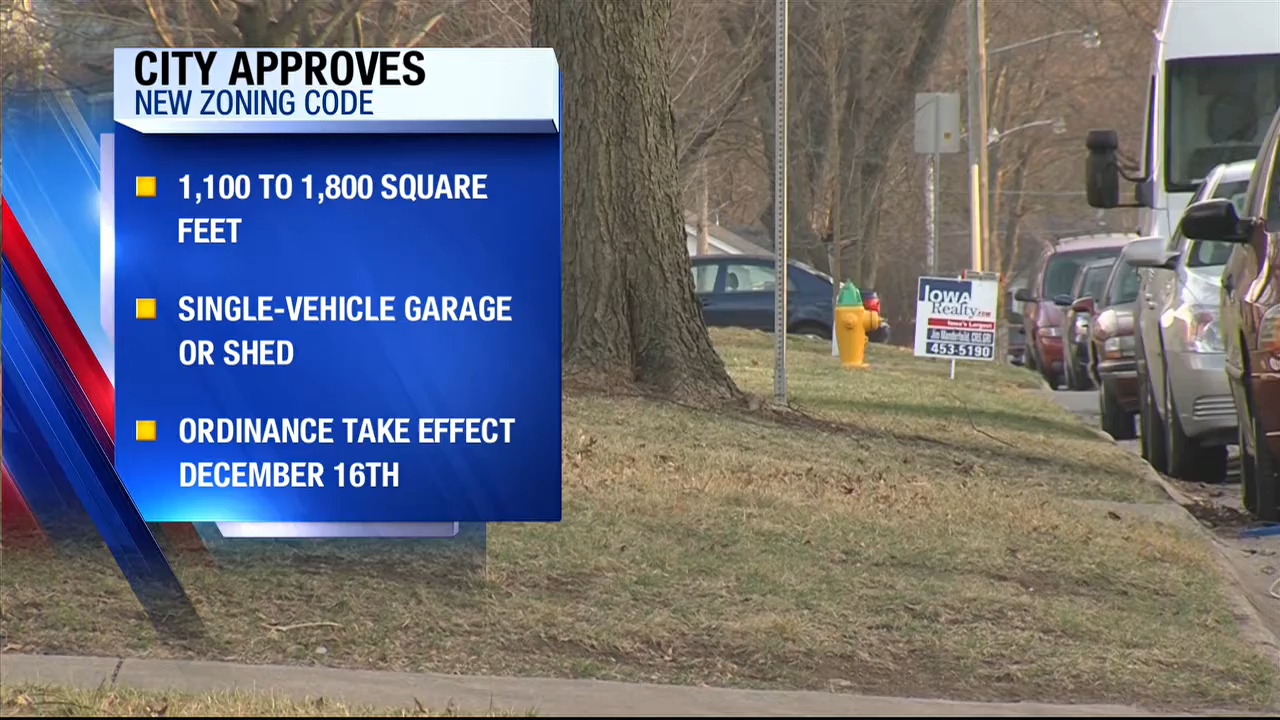 CITY APPROVES
NEW ZONING CODE
1,100 TO 1,800 SQUARE
FEET
SINGLE-VEHICLE GARAGE
OR SHED
ORDINANCE TAKE EFFECT
DECEMBER 16TH
IOWA
Realty.com
Iowa's Largest
453-5190